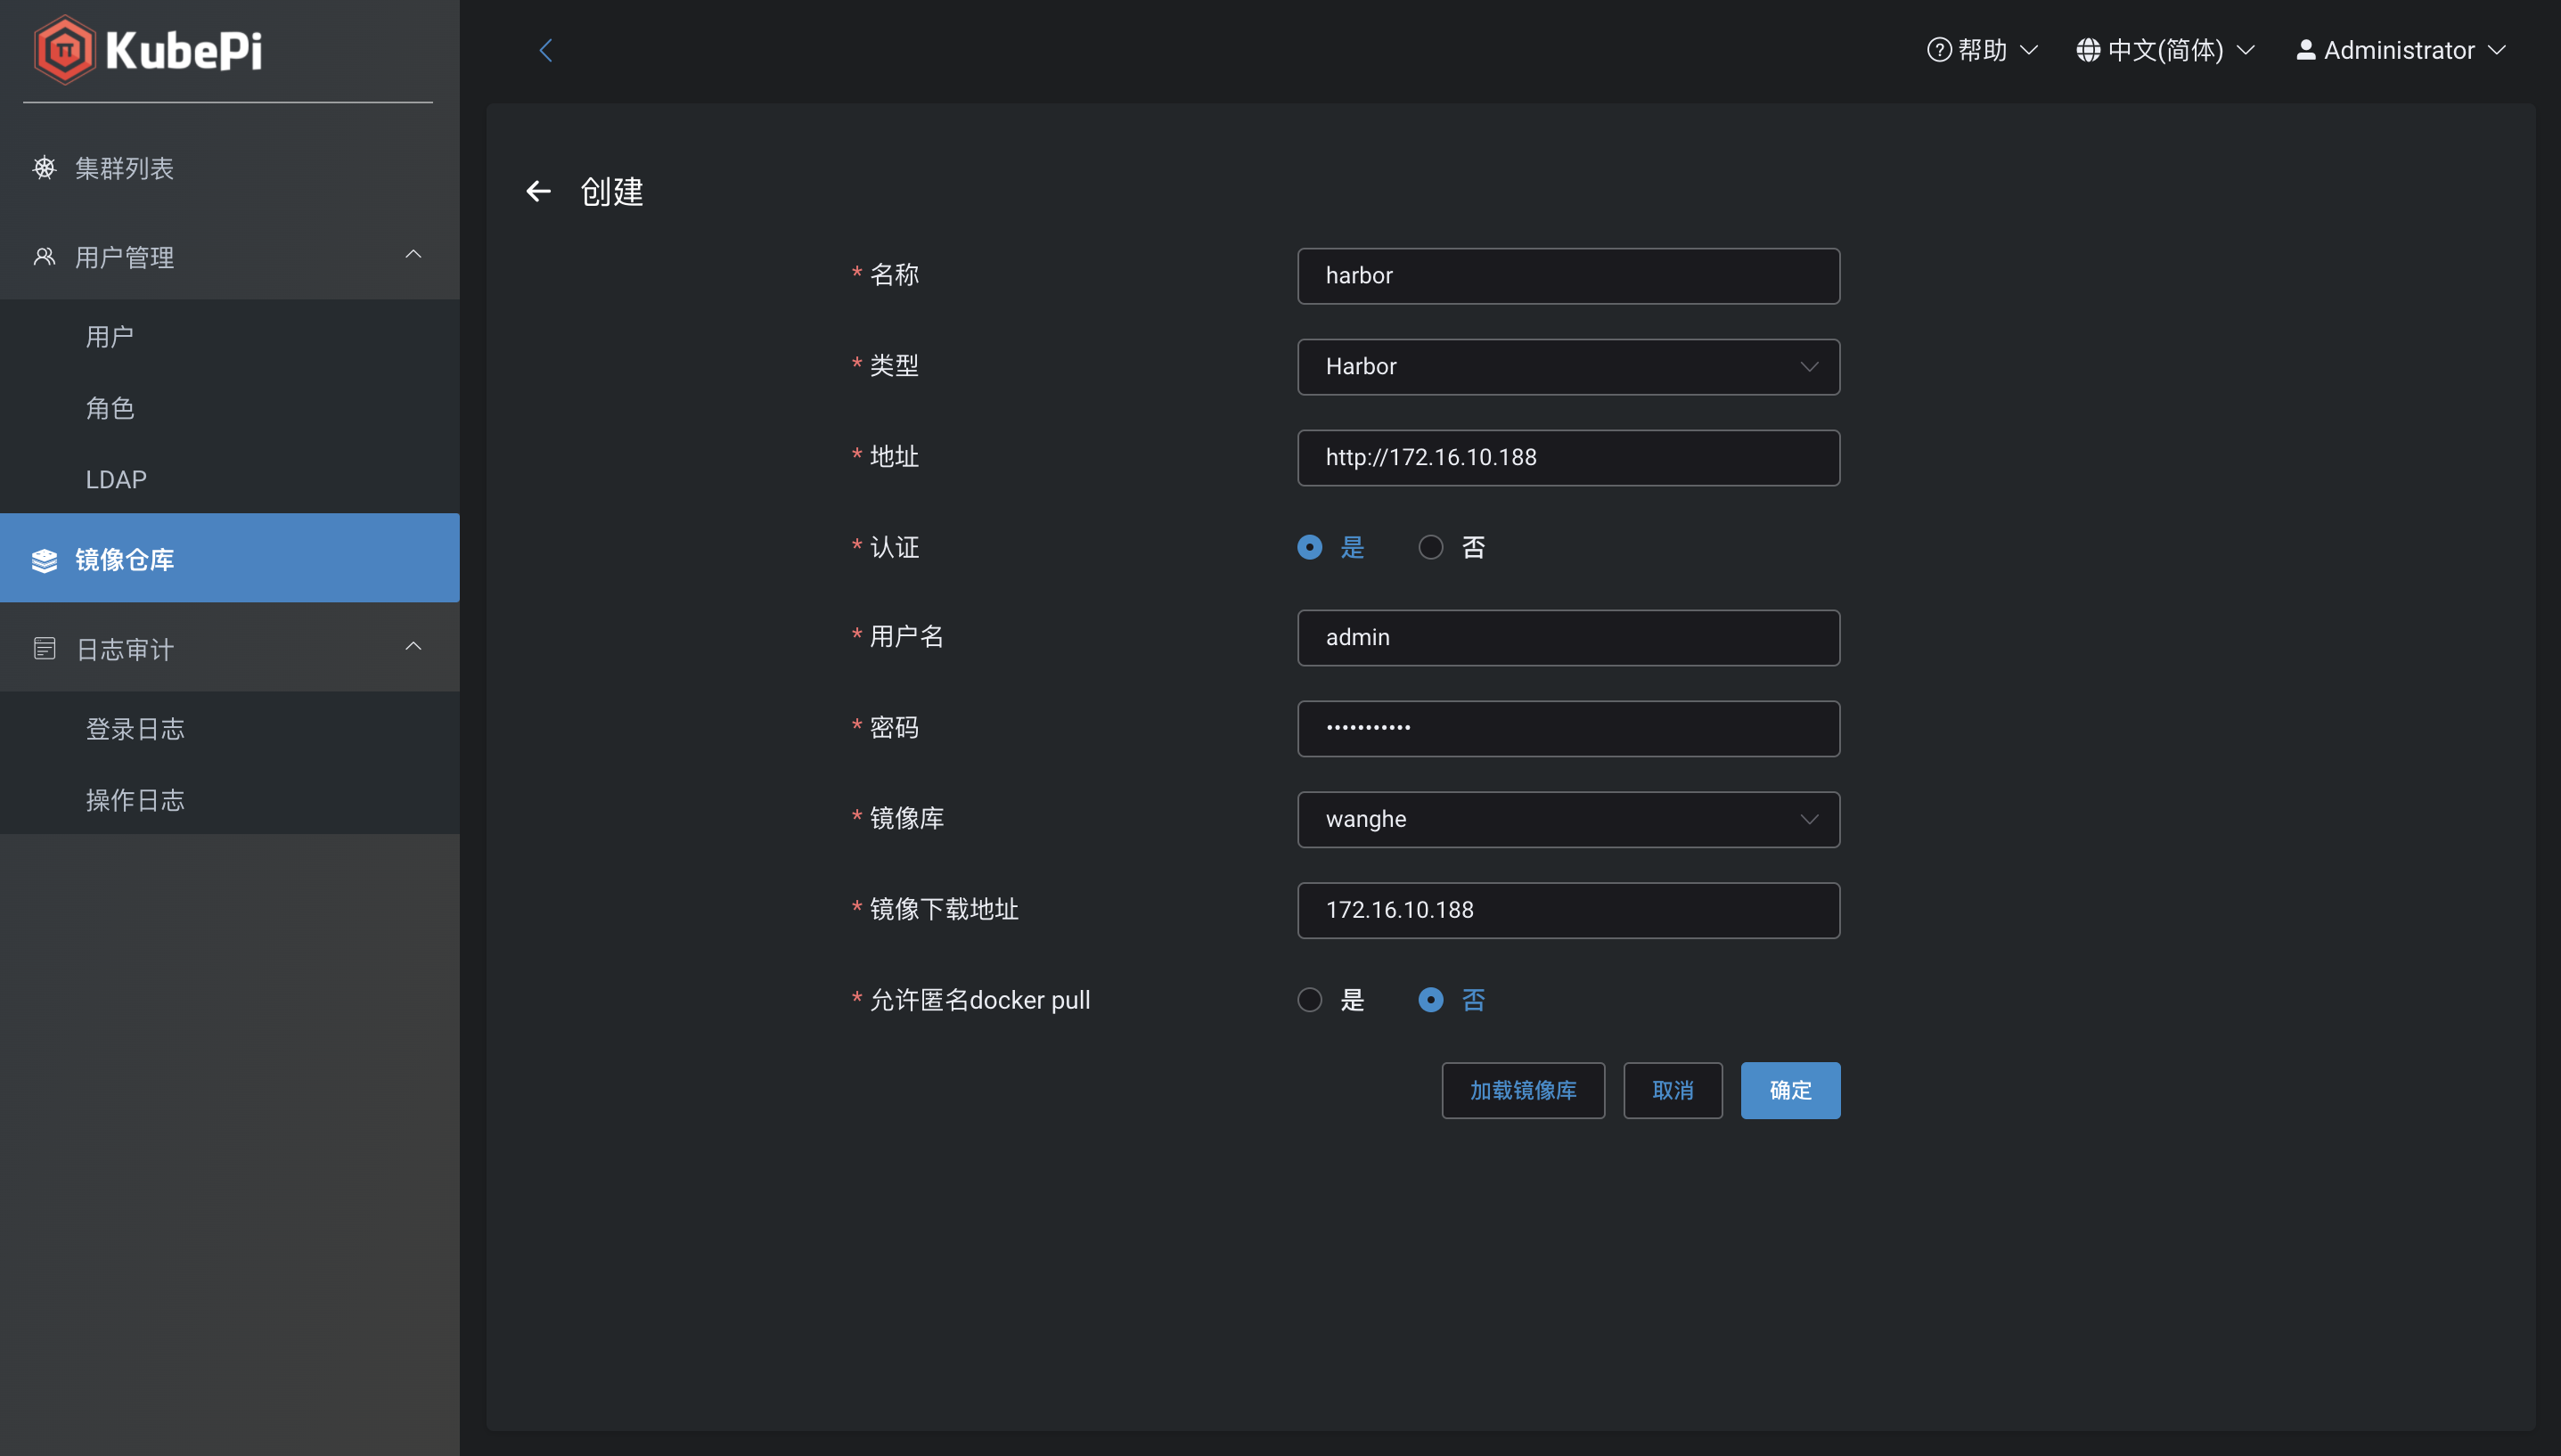 KubePi
帮助
中文(简体)
Administrator
集群列表
用户管理
用户
角色
LDAP
镜像仓库
日志审计
登录日志
操作日志
创建
* 名称
harbor
* 类型
Harbor
* 地址
http://172.16.10.188
* 认证
是 否
* 用户名
admin
* 密码
•••••••••••
* 镜像库
wanghe
* 镜像下载地址
172.16.10.188
* 允许匿名docker pull
是 否
加载镜像库 取消 确定